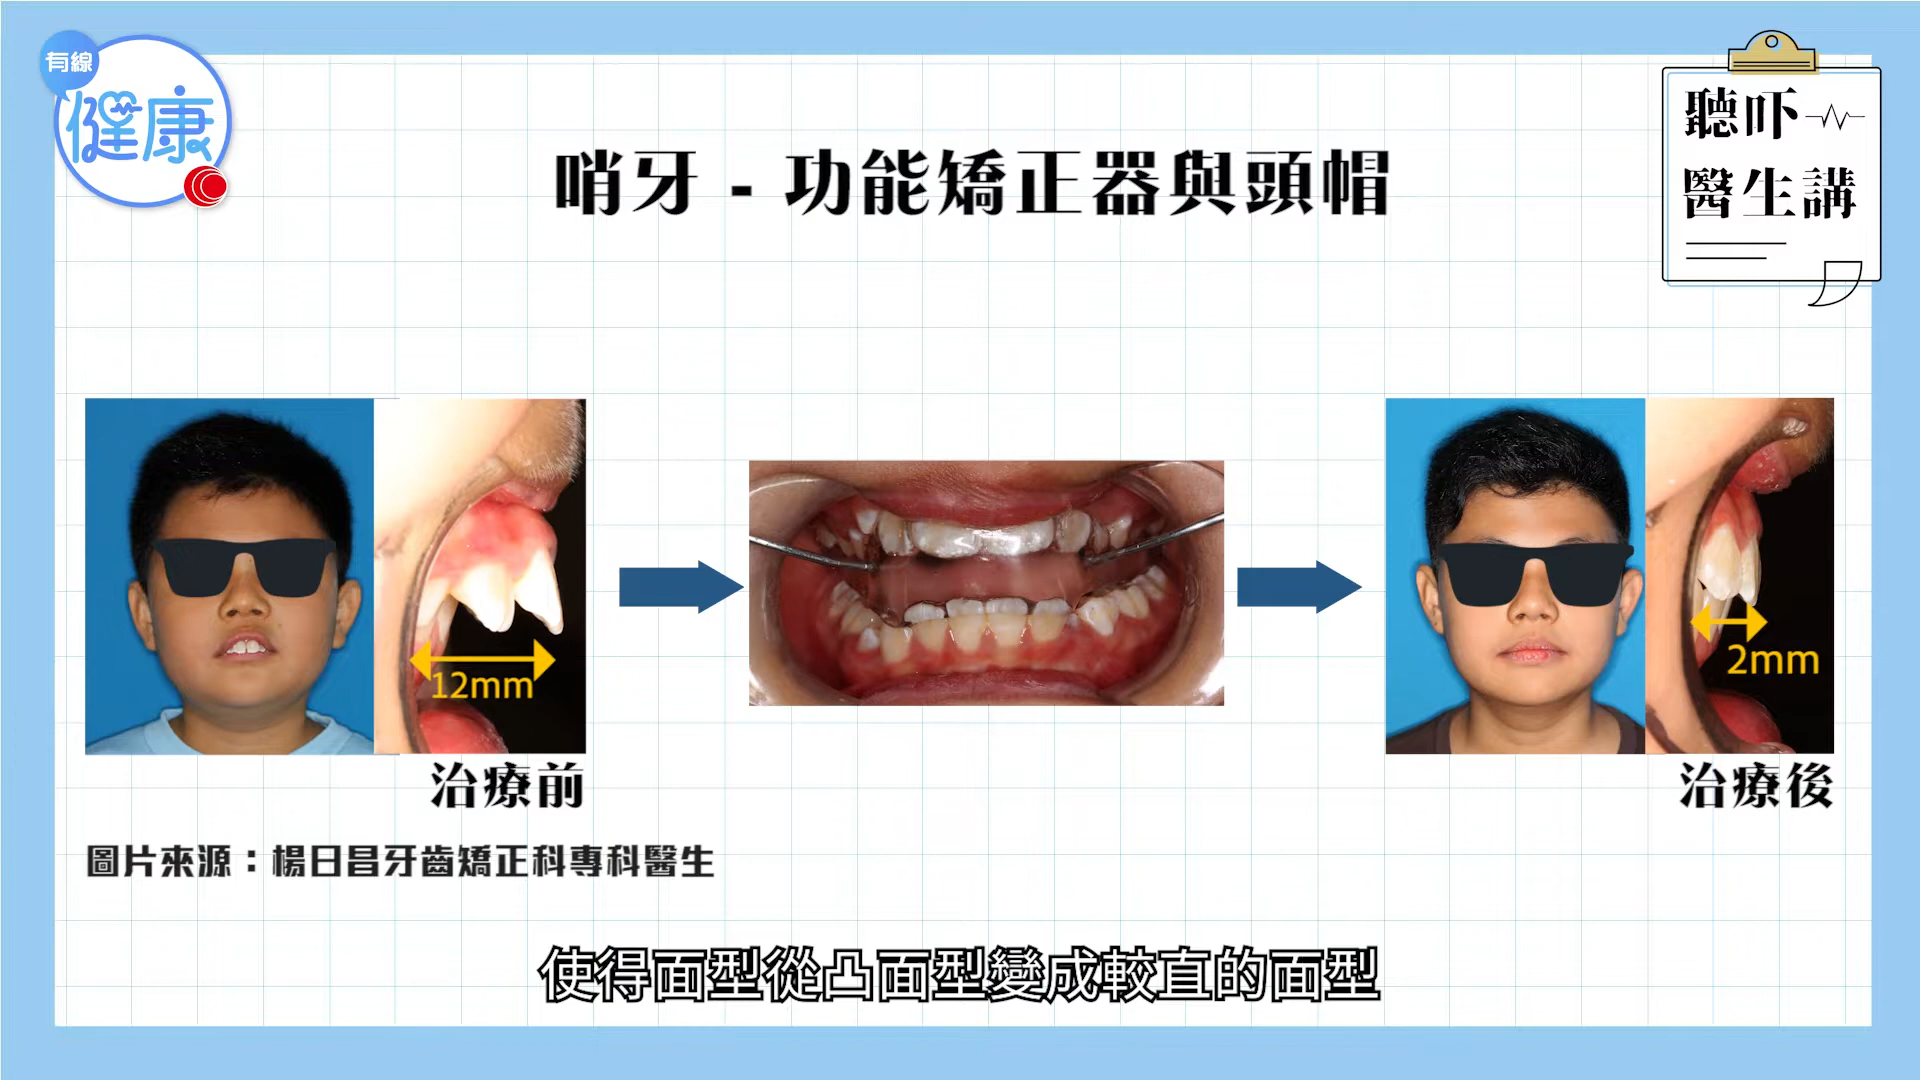 有線
健康
聽吓
醫生講
哨牙 - 功能矯正器與頭帽
12mm
2mm
治療前
治療後
圖片來源：楊日昌牙齒矯正科專科醫生
使得面型從凸面型變成較直的面型